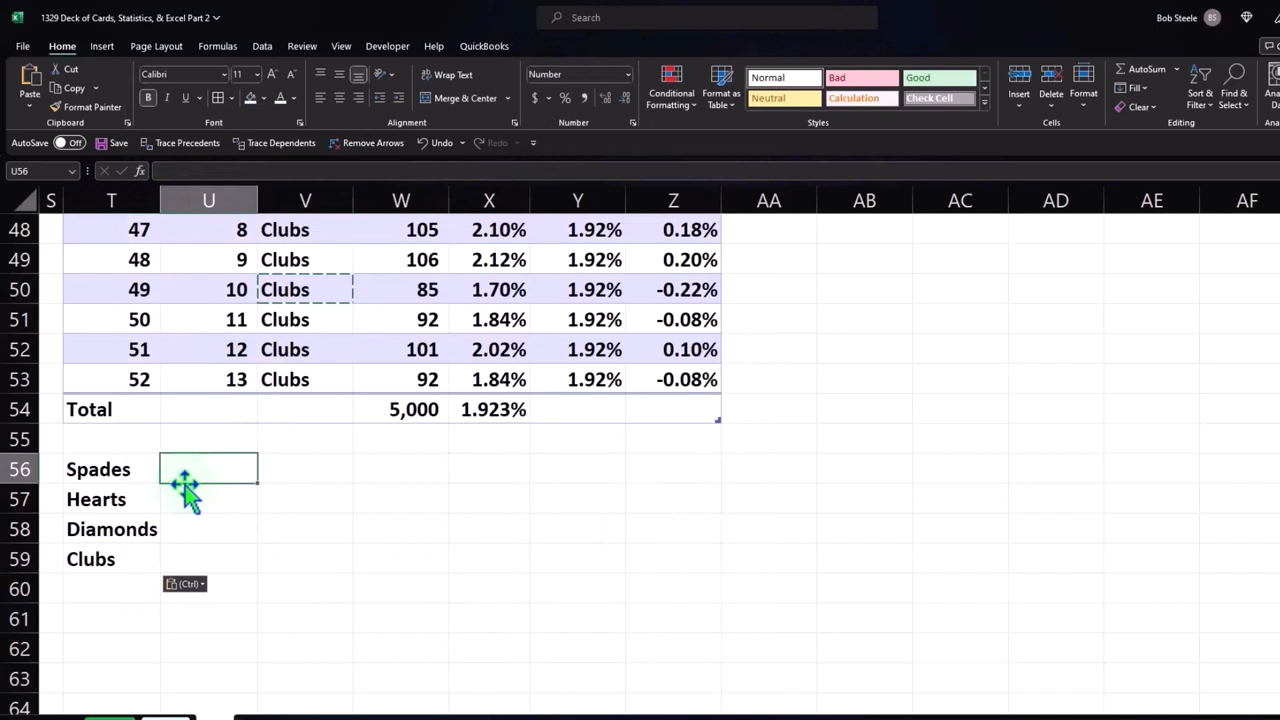 1329 Deck of Cards, Statistics, & Excel Part 2
Search
Bob Steele BS
File Home Insert Page Layout Formulas Data Review View Developer Help QuickBooks
Paste
Cut
Copy
Format Painter
Clipboard
Calibri 11
B I U
Font
Wrap Text
Merge & Center
Alignment
Number
$ % ,
Number
Conditional Formatting
Format as Table
Normal Bad Good
Neutral Calculation Check Cell
Styles
Insert Delete Format
Cells
AutoSum
Fill
Clear
Sort & Filter
Find & Select
Editing
AutoSave Off Save Trace Precedents Trace Dependents Remove Arrows Undo Redo
U56 fx
S T U V W X Y Z AA AB AC AD AE AF
48 47 8 Clubs 105 2.10% 1.92% 0.18%
49 48 9 Clubs 106 2.12% 1.92% 0.20%
50 49 10 Clubs 85 1.70% 1.92% -0.22%
51 50 11 Clubs 92 1.84% 1.92% -0.08%
52 51 12 Clubs 101 2.02% 1.92% 0.10%
53 52 13 Clubs 92 1.84% 1.92% -0.08%
54 Total 5,000 1.923%
55
56 Spades
57 Hearts
58 Diamonds
59 Clubs
60 (Ctrl)
61
62
63
64